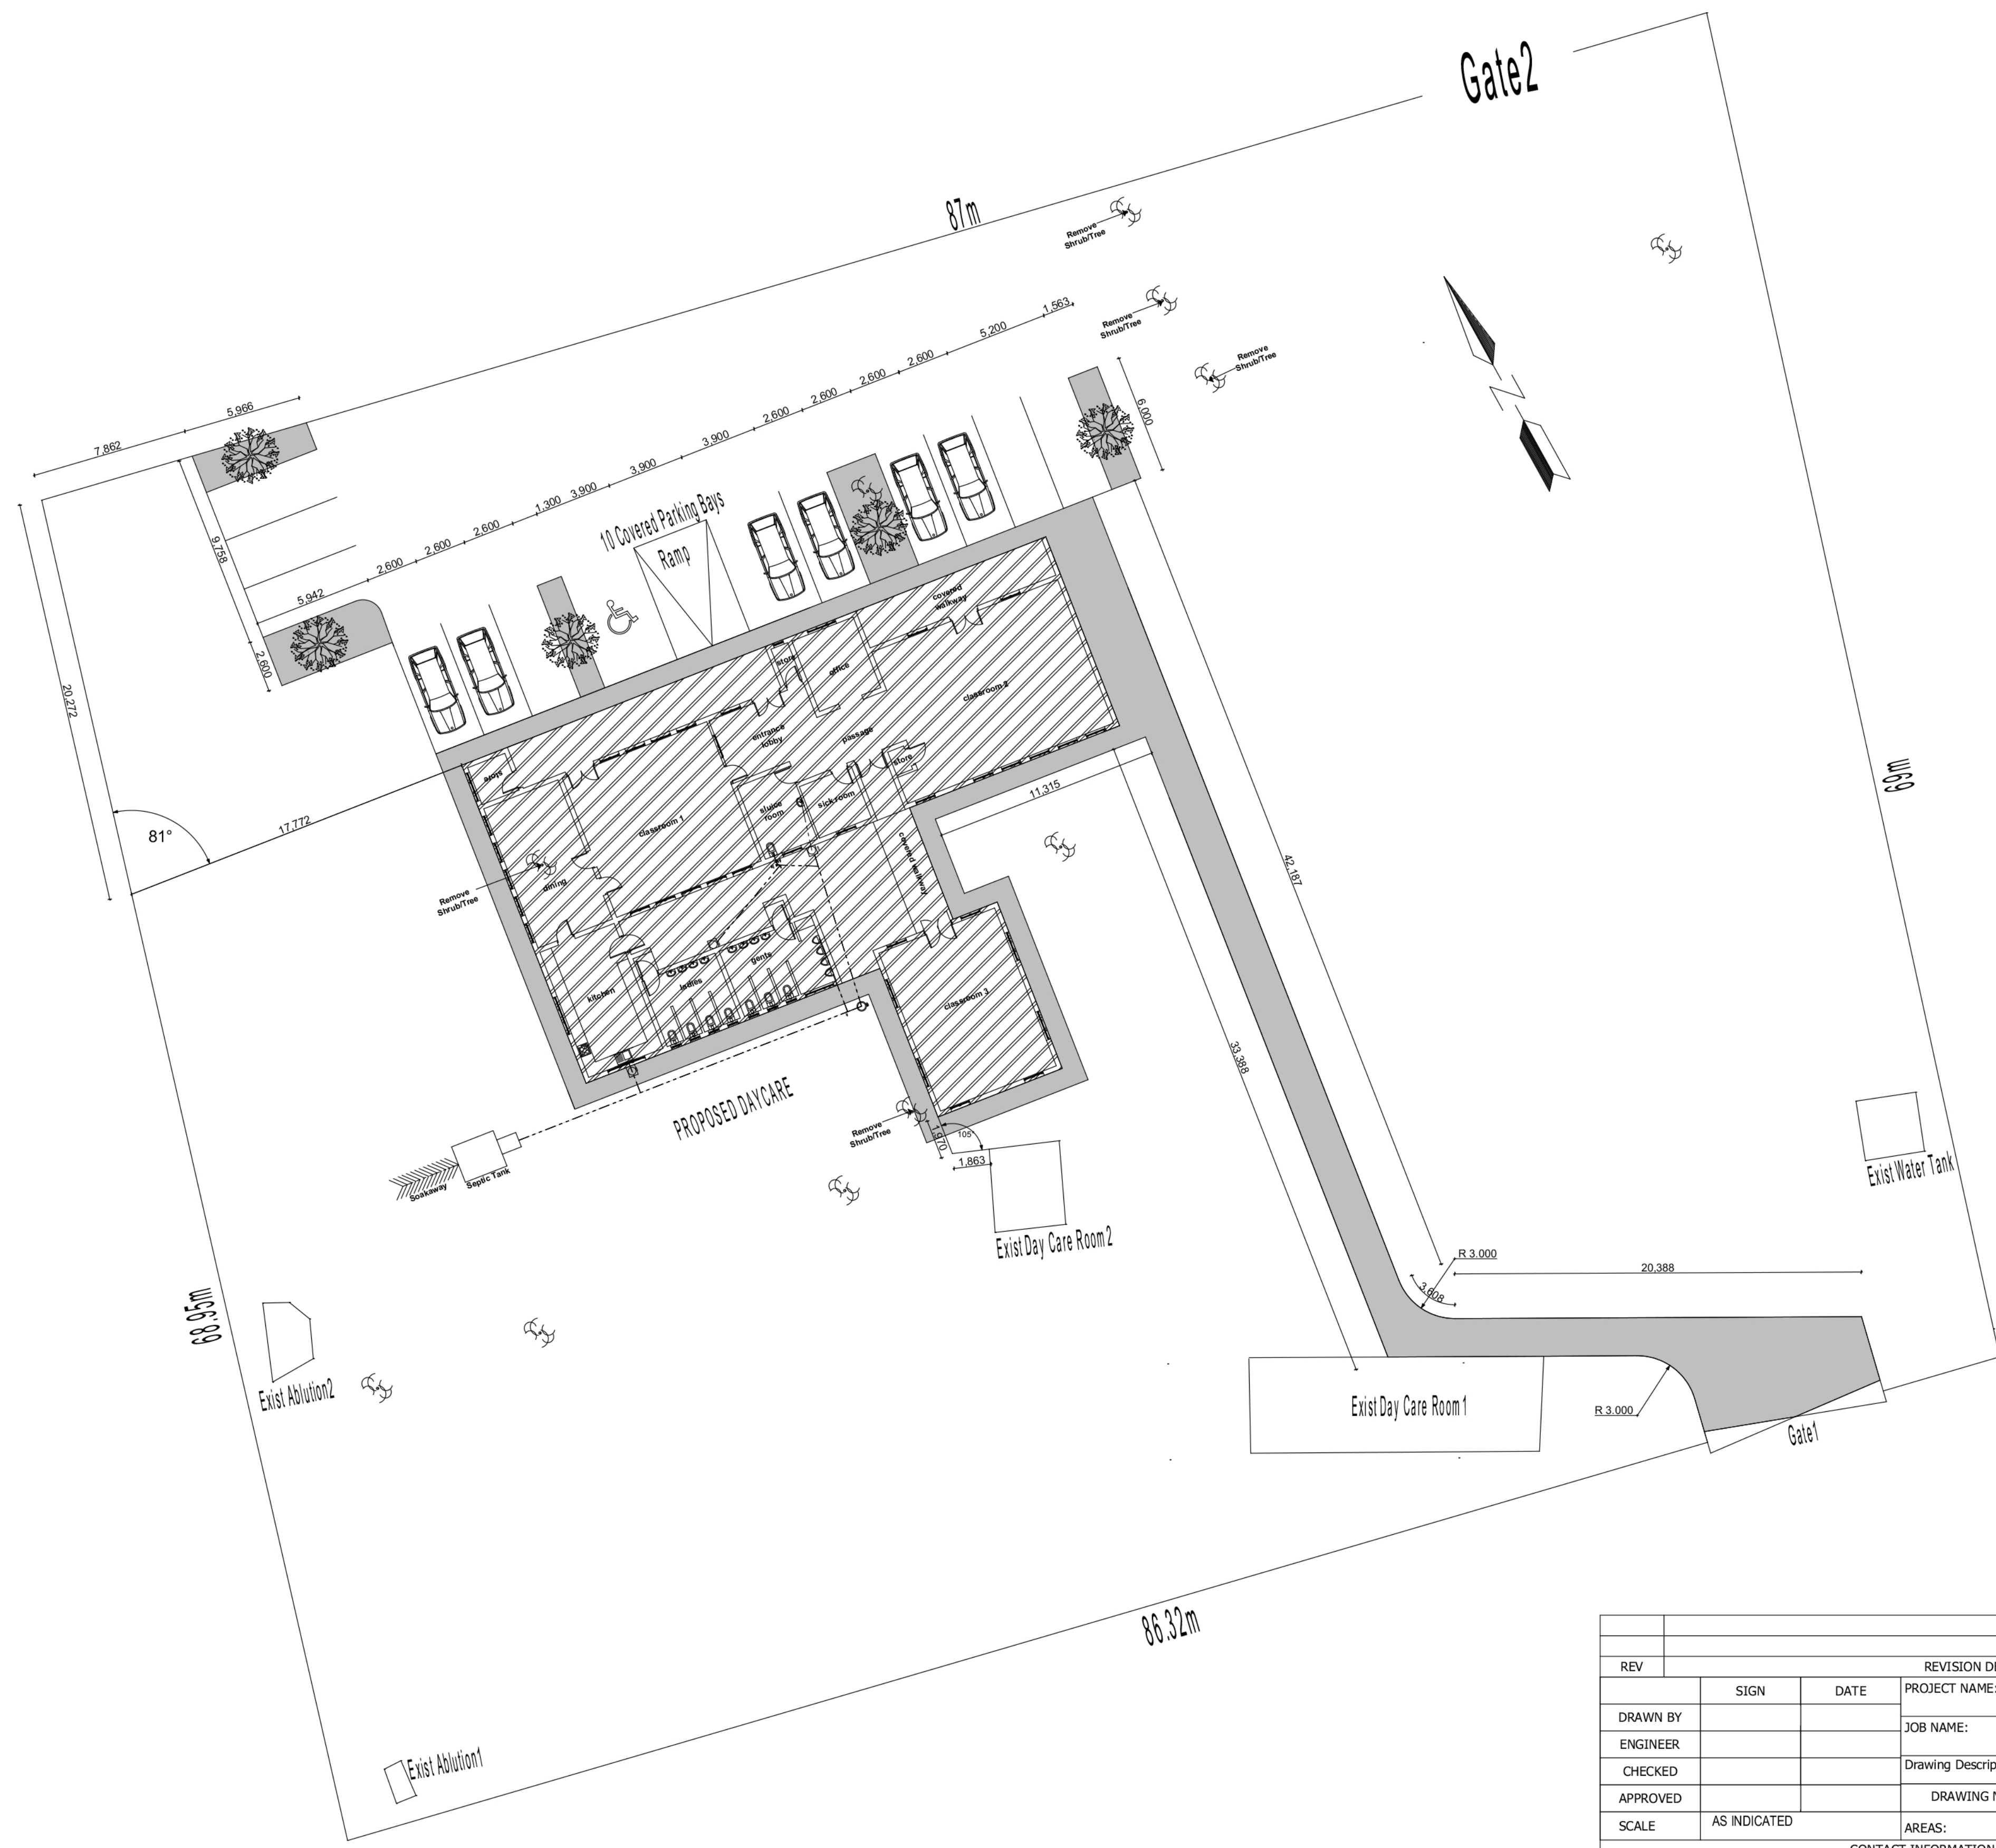 Gate2
87m
Remove
Shrub/Tree
Remove
Shrub/Tree
Remove
Shrub/Tree
1,563
5,200
2,600
2,600
2,600
2,600
3,900
3,900
3,900
1,300
2,600
2,600
2,600
5,942
5,966
7,862
9,758
2,600
20,272
6,000
N
10 Covered Parking Bays
Ramp
covered
walkway
store
office
classroom 2
entrance
lobby
passage
store
sluice
room
sick room
classroom 1
covered walkway
dining
kitchen
ladies
gents
classroom 3
81°
17,772
11,315
42,187
33,388
69m
Remove
Shrub/Tree
PROPOSED DAYCARE
Remove
Shrub/Tree
105°
1,863
Septic Tank
Soakaway
Exist Day Care Room 2
Exist Water Tank
R 3.000
3,608
20,388
68.95m
Exist Ablution2
Exist Day Care Room 1
R 3.000
Gate1
86.32m
Exist Ablution1
REV
REVISION
SIGN
DATE
PROJECT NAME:
DRAWN BY
JOB NAME:
ENGINEER
CHECKED
Drawing
APPROVED
DRAWING
SCALE
AS INDICATED
AREAS:
CONTACT INFORMATION